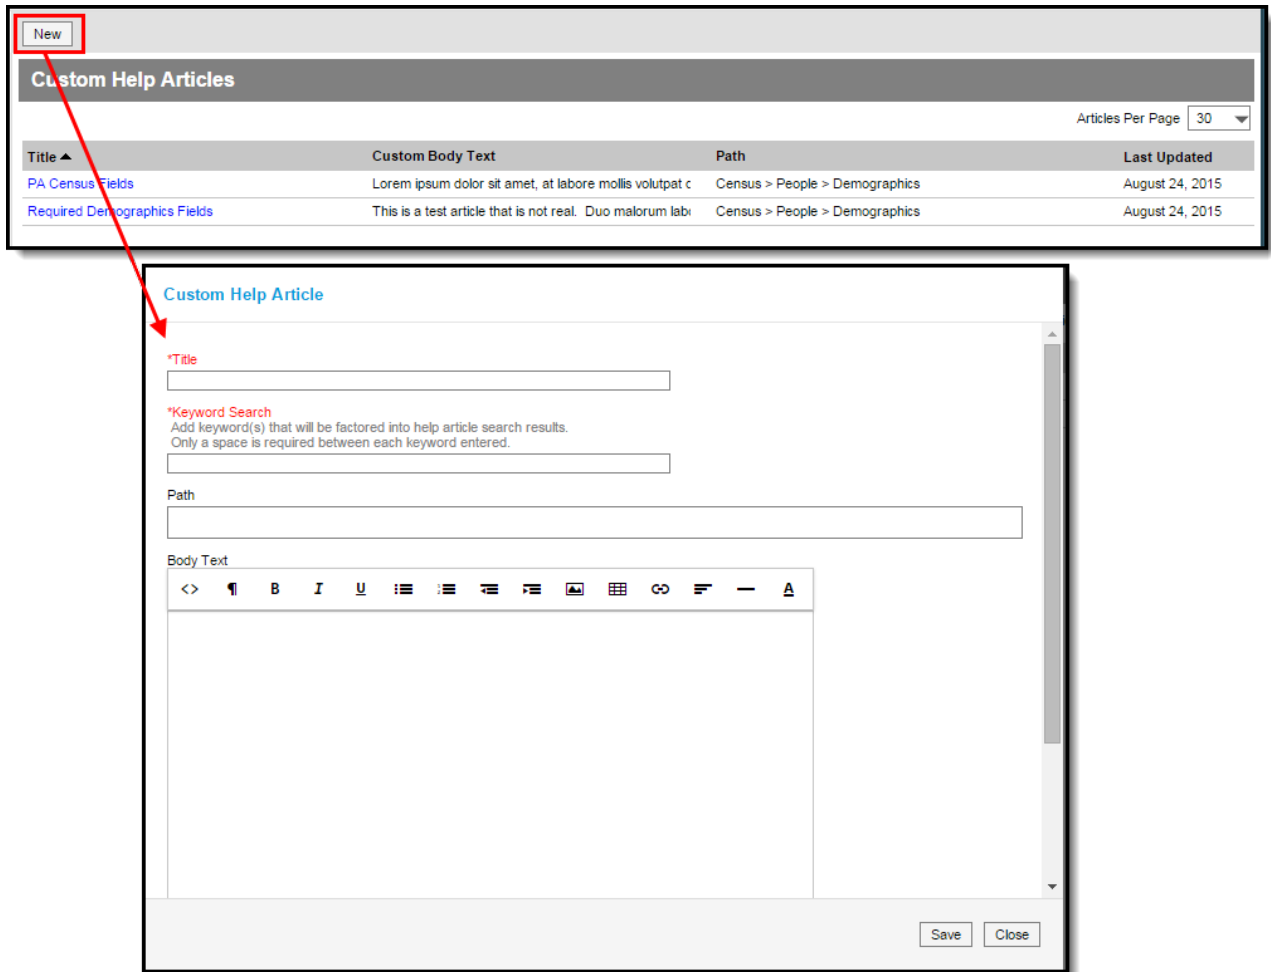 New
Custom Help Articles
Articles Per Page 30
Title Custom Body Text Path Last Updated
PA Census Fields Lorem ipsum dolor sit amet, at labore mollis volutpat Census > People > Demographics August 24, 2015
Required Demographics Fields This is a test article that is not real. Duo malorum Census > People > Demographics August 24, 2015
Custom Help Article
*Title
*Keyword Search
Add keyword(s) that will be factored into help article search results.
Only a space is required between each keyword entered.
Path
Body Text
<> ¶ B I U A
Save Close